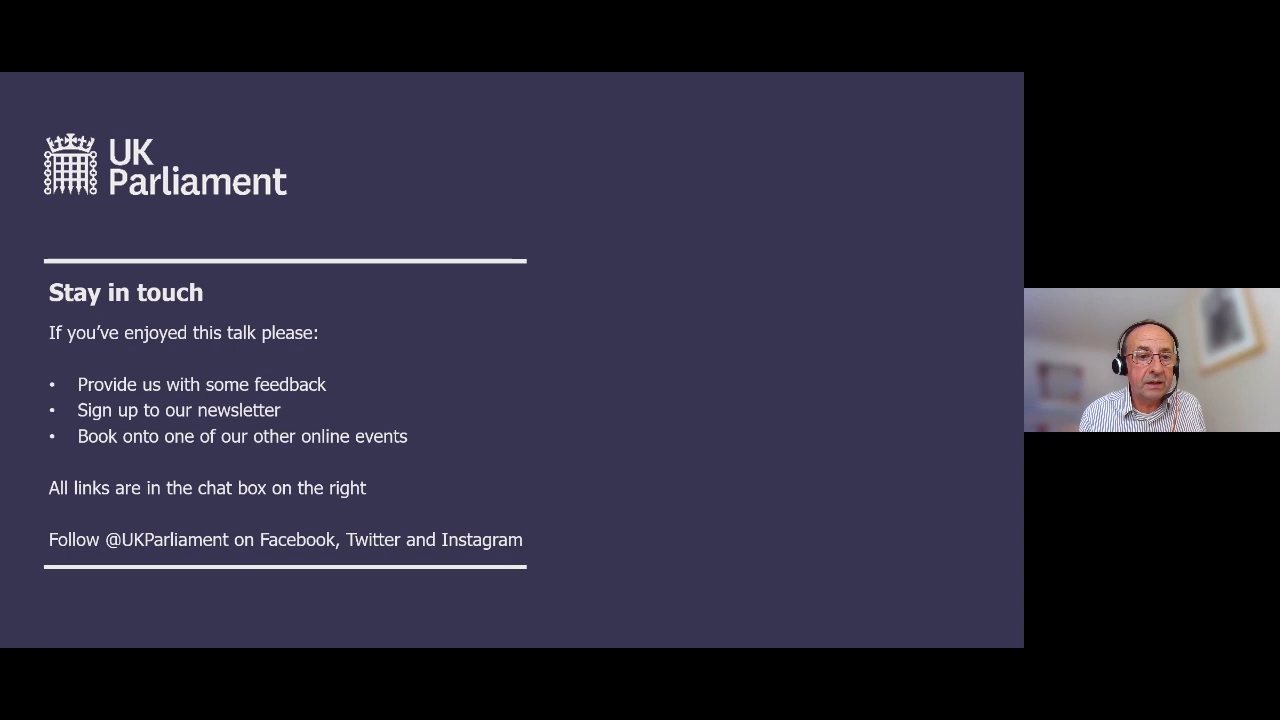 UK
Parliament
Stay in touch
If you’ve enjoyed this talk please:
• Provide us with some feedback
• Sign up to our newsletter
• Book onto one of our other online events
All links are in the chat box on the right
Follow @UKParliament on Facebook, Twitter and Instagram